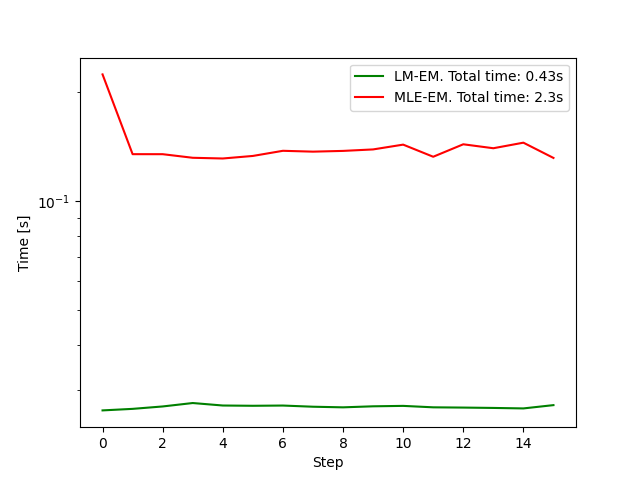 LM-EM. Total time: 0.43s
MLE-EM. Total time: 2.3s
Time [s]
10⁻¹
0 2 4 6 8 10 12 14
Step